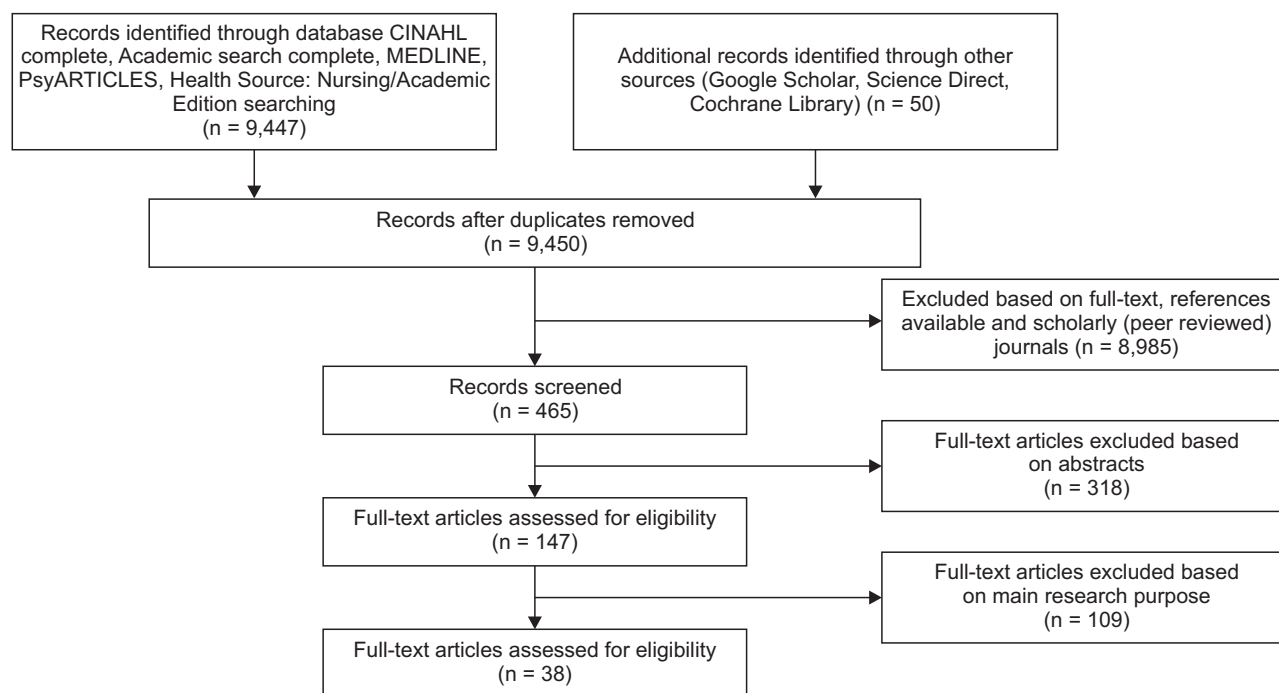 Records identified through database CINAHL
complete, Academic search complete, MEDLINE,
PsyARTICLES, Health Source: Nursing/Academic
Edition searching
(n = 9,447)
Additional records identified through other
sources (Google Scholar, Science Direct,
Cochrane Library) (n = 50)
Records after duplicates removed
(n = 9,450)
Excluded based on full-text, references
available and scholarly (peer reviewed)
journals (n = 8,985)
Records screened
(n = 465)
Full-text articles excluded based
on abstracts
(n = 318)
Full-text articles assessed for eligibility
(n = 147)
Full-text articles excluded based
on main research purpose
(n = 109)
Full-text articles assessed for eligibility
(n = 38)